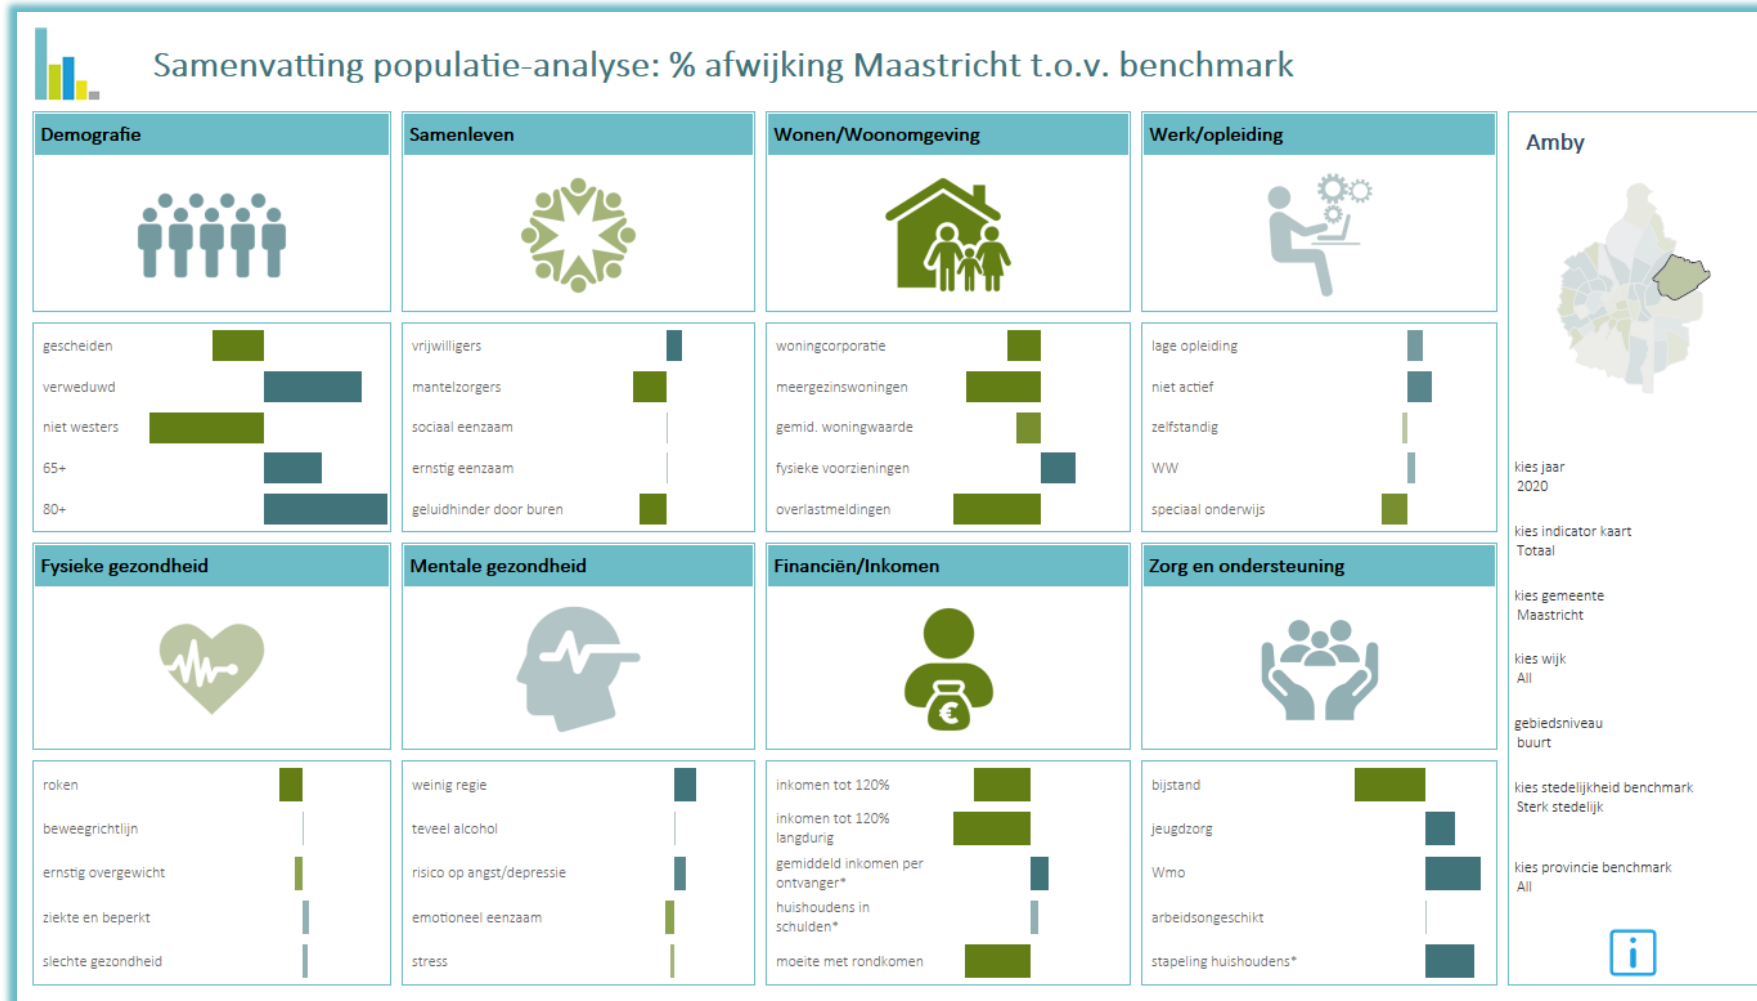 Samenvatting populatie-analyse: % afwijking Maastricht t.o.v. benchmark
Demografie
gescheiden
verweduwd
niet westers
65+
80+
Samenleven
vrijwilligers
mantelzorgers
sociaal eenzaam
ernstig eenzaam
geluidhinder door buren
Wonen/Woonomgeving
woningcorporatie
meergezinswoningen
gemid. woningwaarde
fysieke voorzieningen
overlastmeldingen
Werk/opleiding
lage opleiding
niet actief
zelfstandig
WW
speciaal onderwijs
Fysieke gezondheid
roken
beweegrichtlijn
ernstig overgewicht
ziekte en beperkt
slechte gezondheid
Mentale gezondheid
weinig regie
teveel alcohol
risico op angst/depressie
emotioneel eenzaam
stress
Financiën/Inkomen
€
inkomen tot 120%
inkomen tot 120%
langdurig
gemiddeld inkomen per
ontvanger*
huishoudens in
schulden*
moeite met rondkomen
Zorg en ondersteuning
bijstand
jeugdzorg
Wmo
arbeidsongeschikt
stapeling huishoudens*
Amby
kies jaar
2020
kies indicator kaart
Totaal
kies gemeente
Maastricht
kies wijk
All
gebiedsniveau
buurt
kies stedelijkheid benchmark
Sterk stedelijk
kies provincie benchmark
All
i